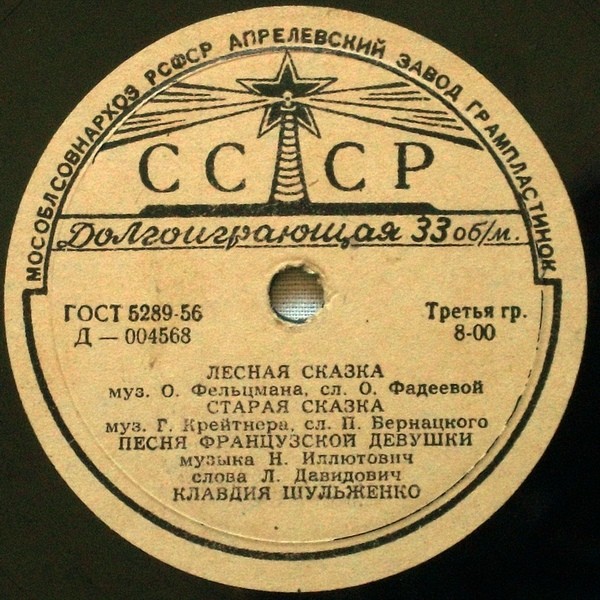 МОСОБЛСОВНАРХОЗ РСФСР АПРЕЛЕВСКИЙ ЗАВОД ГРАМПЛАСТИНОК
СССР
Долгоиграющая 33 об/м.
ГОСТ 5289-56
Д — 004568
Третья гр.
8-00
ЛЕСНАЯ СКАЗКА
муз. О. Фельцмана, сл. О. Фадеевой
СТАРАЯ СКАЗКА
муз. Г. Крейтнера, сл. П. Бернацкого
ПЕСНЯ ФРАНЦУЗСКОЙ ДЕВУШКИ
музыка Н. Иллютович
слова Л. Давидович
КЛАВДИЯ ШУЛЬЖЕНКО